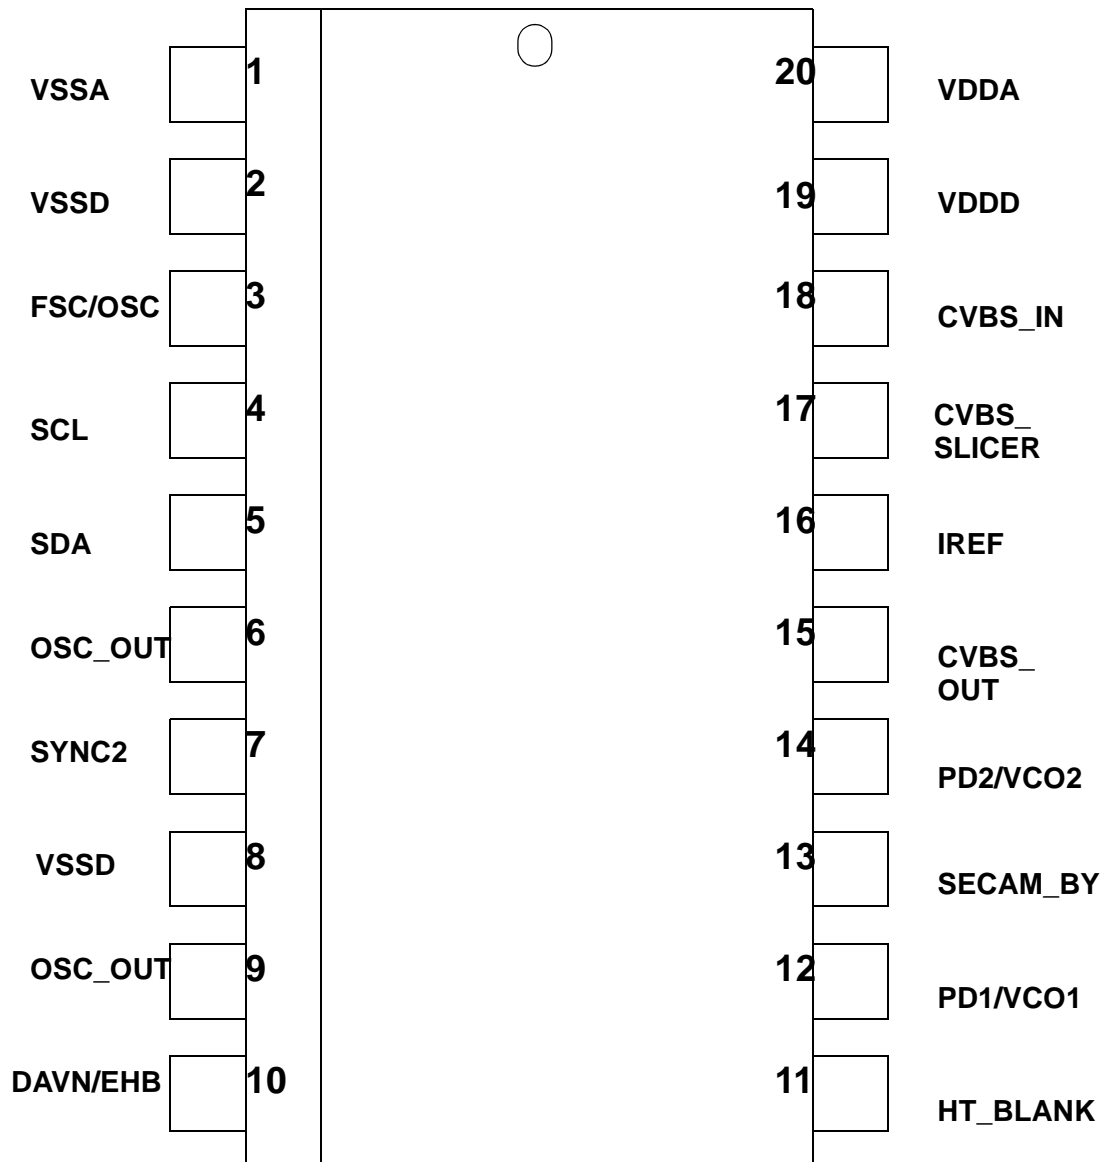 VSSA 1 20 VDDA
VSSD 2 19 VDDD
FSC/OSC 3 18 CVBS_IN
SCL 4 17 CVBS_
SLICER
SDA 5 16 IREF
OSC_OUT 6 15 CVBS_
OUT
SYNC2 7 14 PD2/VCO2
VSSD 8 13 SECAM_BY
OSC_OUT 9 12 PD1/VCO1
DAVN/EHB 10 11 HT_BLANK